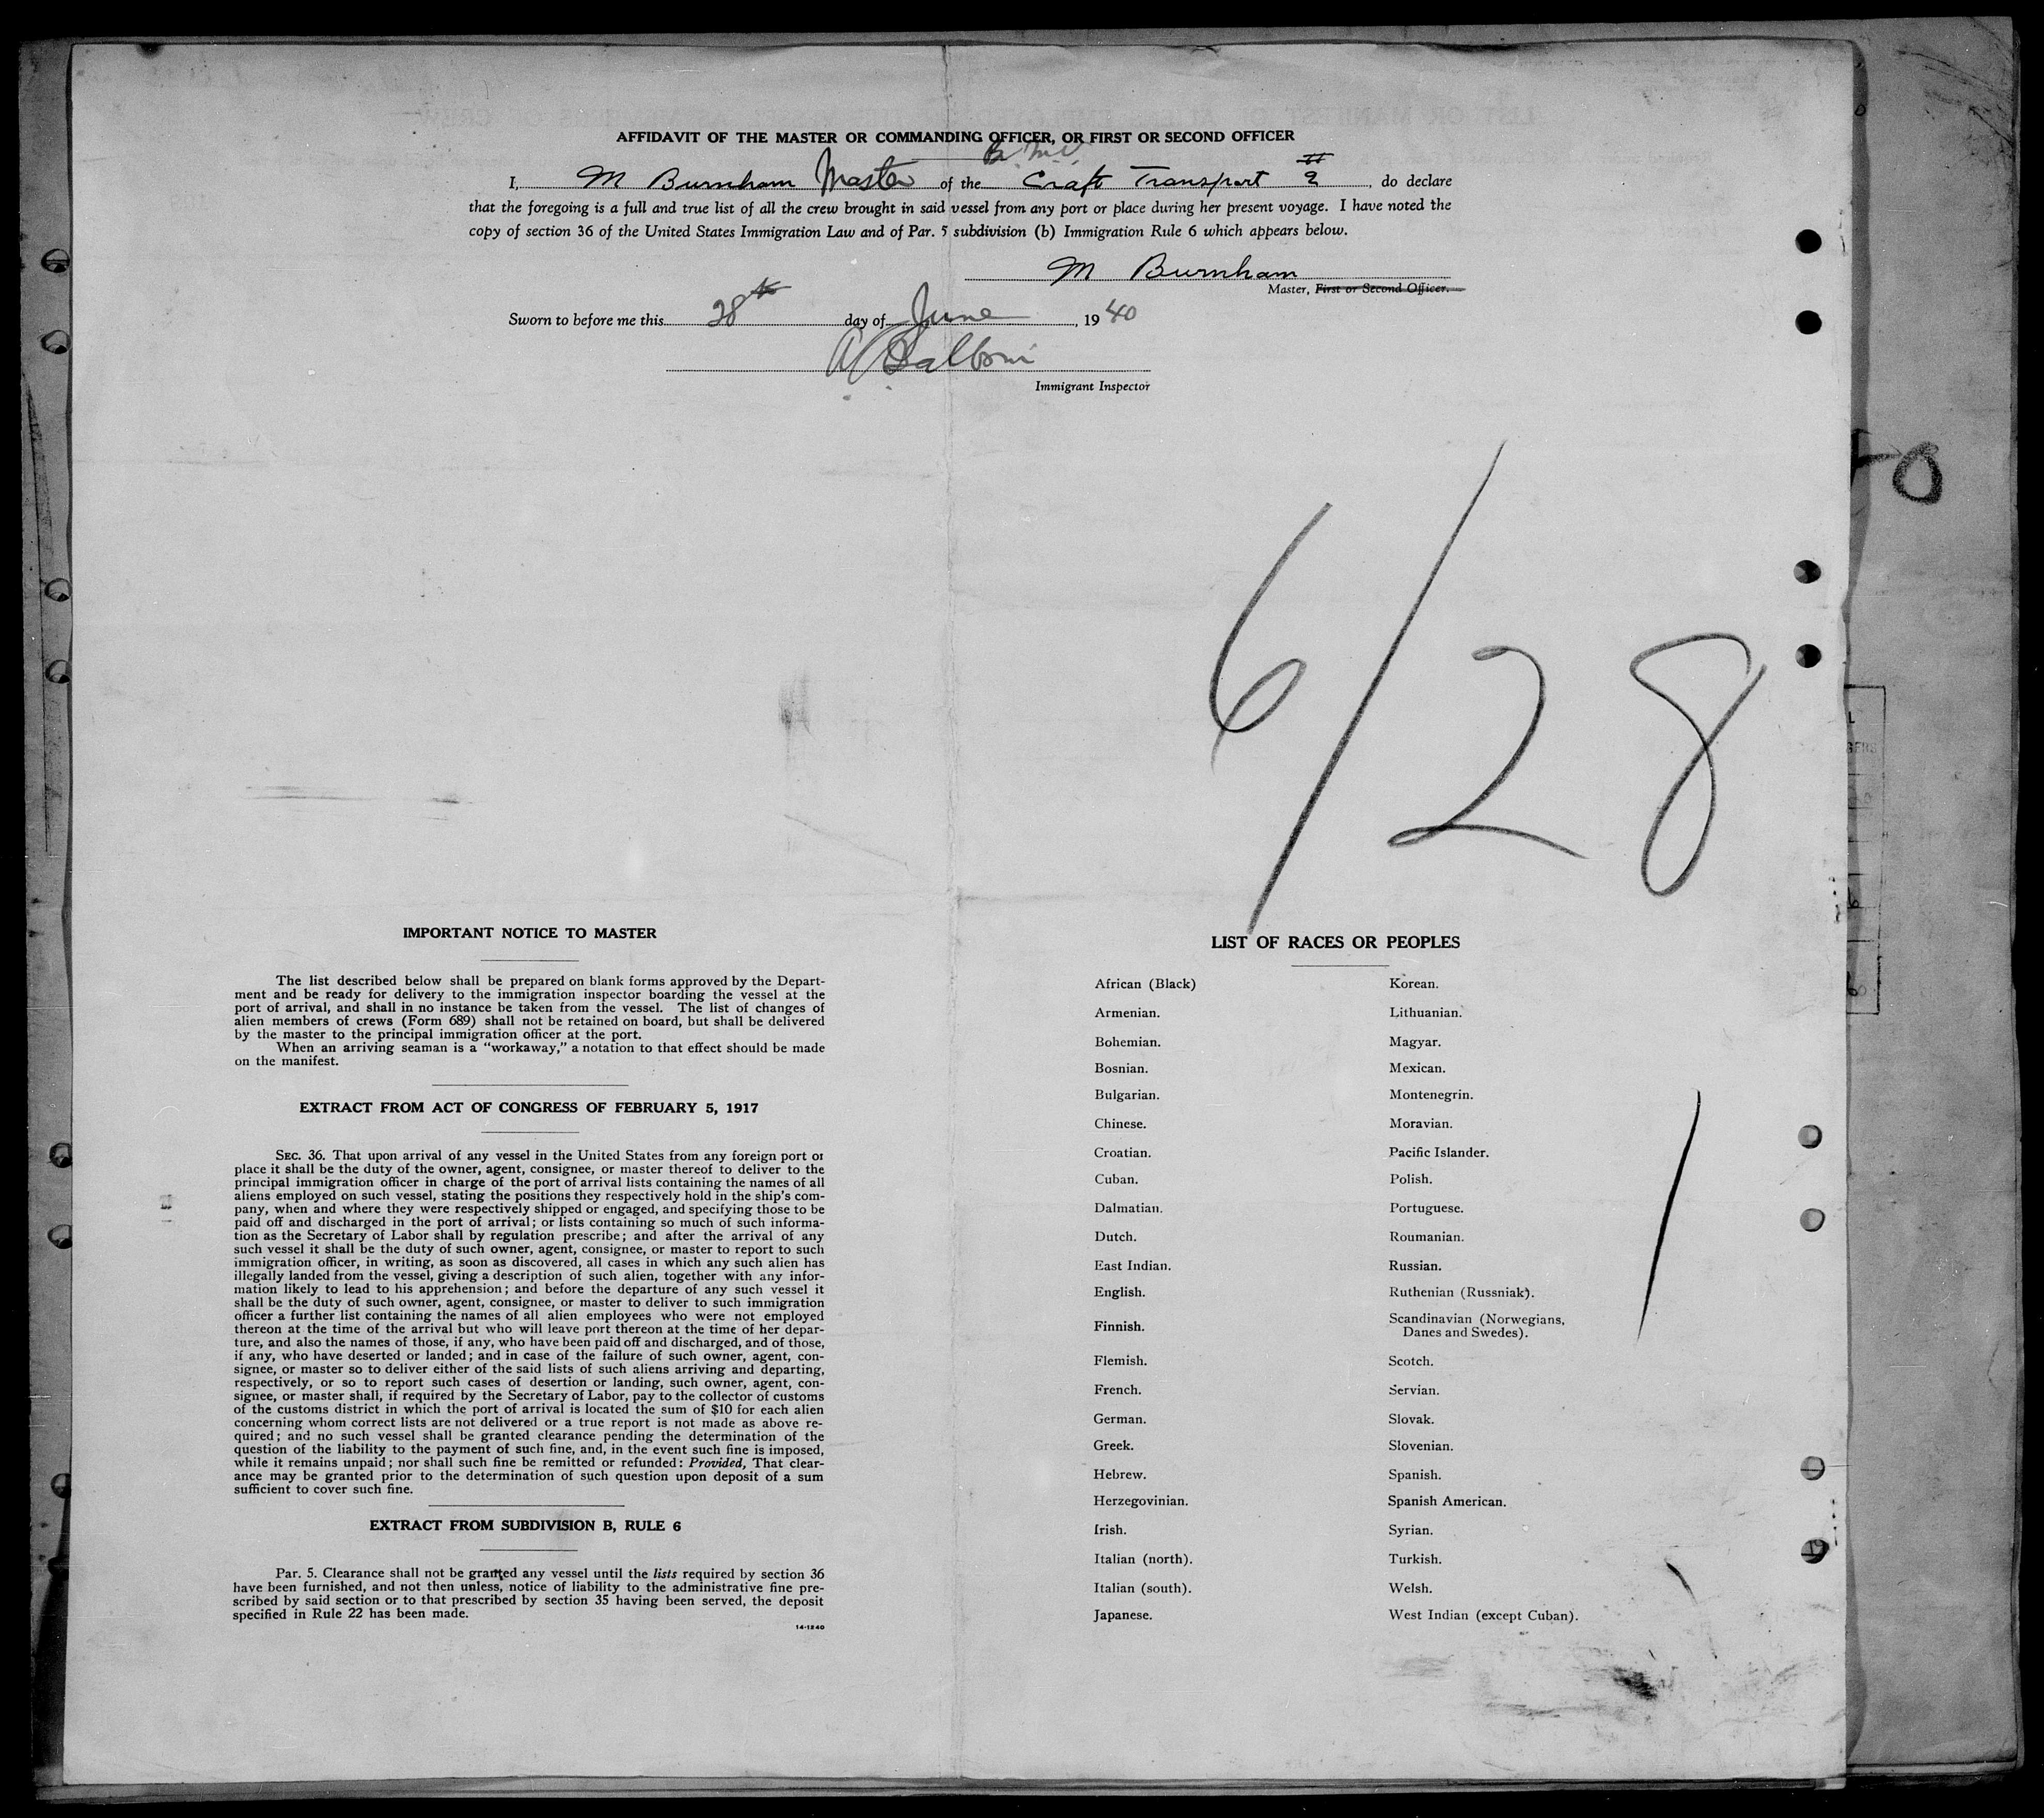 AFFIDAVIT OF THE MASTER OR COMMANDING OFFICER, OR FIRST OR SECOND OFFICER
I, M Burnham Master of the Craft Transport 2, do declare
that the foregoing is a full and true list of all the crew brought in said vessel from any port or place during her present voyage. I have noted the
copy of section 36 of the United States Immigration Law and of Par. 5 subdivision (b) Immigration Rule 6 which appears below.
M Burnham
Master, First or Second Officer.
Sworn to before me this 28th day of June, 1940
Immigrant Inspector
6/28
IMPORTANT NOTICE TO MASTER
The list described below shall be prepared on blank forms approved by the Depart-
ment and be ready for delivery to the immigration inspector boarding the vessel at the
port of arrival, and shall in no instance be taken from the vessel. The list of changes of
alien members of crews (Form 689) shall not be retained on board, but shall be delivered
by the master to the principal immigration officer at the port.
When an arriving seaman is a "workaway," a notation to that effect should be made
on the manifest.
EXTRACT FROM ACT OF CONGRESS OF FEBRUARY 5, 1917
SEC. 36. That upon arrival of any vessel in the United States from any foreign port or
place it shall be the duty of the owner, agent, consignee, or master thereof to deliver to the
principal immigration officer in charge of the port of arrival lists containing the names of all
aliens employed on such vessel, stating the positions they respectively hold in the ship's com-
pany, when and where they were respectively shipped or engaged, and specifying those to be
paid off and discharged in the port of arrival; or lists containing so much of such informa-
tion as the Secretary of Labor shall by regulation prescribe; and after the arrival of any
such vessel it shall be the duty of such owner, agent, consignee, or master to report to such
immigration officer, in writing, as soon as discovered, all cases in which any such alien has
illegally landed from the vessel, giving a description of such alien, together with any infor-
mation likely to lead to his apprehension; and before the departure of any such vessel it
shall be the duty of such owner, agent, consignee, or master to deliver to such immigration
officer a further list containing the names of all alien employees who were not employed
thereon at the time of the arrival but who will leave port thereon at the time of her depar-
ture, and also the names of those, if any, who have been paid off and discharged, and of those,
if any, who have deserted or landed; and in case of the failure of such owner, agent, con-
signee, or master so to deliver either of the said lists of such aliens arriving and departing,
respectively, or so to report such cases of desertion or landing, such owner, agent, con-
signee, or master shall, if required by the Secretary of Labor, pay to the collector of customs
of the customs district in which the port of arrival is located the sum of $10 for each alien
concerning whom correct lists are not delivered or a true report is not made as above re-
quired; and no such vessel shall be granted clearance pending the determination of the
question of the liability to the payment of such fine, and, in the event such fine is imposed,
while it remains unpaid; nor shall such fine be remitted or refunded: Provided, That clear-
ance may be granted prior to the determination of such question upon deposit of a sum
sufficient to cover such fine.
EXTRACT FROM SUBDIVISION B, RULE 6
Par. 5. Clearance shall not be granted any vessel until the lists required by section 36
have been furnished, and not then unless, notice of liability to the administrative fine pre-
scribed by said section or to that prescribed by section 35 having been served, the deposit
specified in Rule 22 has been made.
14-1240
LIST OF RACES OR PEOPLES
African (Black)
Armenian.
Bohemian.
Bosnian.
Bulgarian.
Chinese.
Croatian.
Cuban.
Dalmatian.
Dutch.
East Indian.
English.
Finnish.
Flemish.
French.
German.
Greek.
Hebrew.
Herzegovinian.
Irish.
Italian (north).
Italian (south).
Japanese.
Korean.
Lithuanian.
Magyar.
Mexican.
Montenegrin.
Moravian.
Pacific Islander.
Polish.
Portuguese.
Roumanian.
Russian.
Ruthenian (Russniak).
Scandinavian (Norwegians,
Danes and Swedes).
Scotch.
Servian.
Slovak.
Slovenian.
Spanish.
Spanish American.
Syrian.
Turkish.
Welsh.
West Indian (except Cuban).